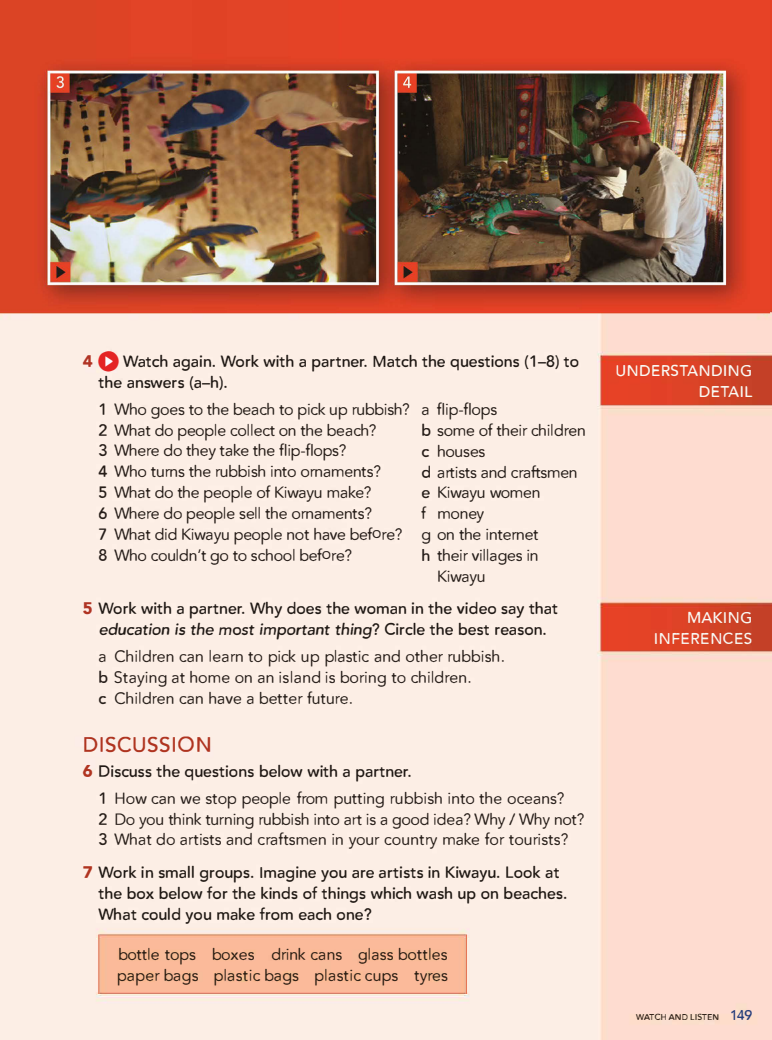 3
4
4 Watch again. Work with a partner. Match the questions (1–8) to
the answers (a–h).
1 Who goes to the beach to pick up rubbish? a flip-flops
2 What do people collect on the beach? b some of their children
3 Where do they take the flip-flops? c houses
4 Who turns the rubbish into ornaments? d artists and craftsmen
5 What do the people of Kiwayu make? e Kiwayu women
6 Where do people sell the ornaments? f money
7 What did Kiwayu people not have before? g on the internet
8 Who couldn't go to school before? h their villages in
Kiwayu
UNDERSTANDING
DETAIL
5 Work with a partner. Why does the woman in the video say that
education is the most important thing? Circle the best reason.
a Children can learn to pick up plastic and other rubbish.
b Staying at home on an island is boring to children.
c Children can have a better future.
MAKING
INFERENCES
DISCUSSION
6 Discuss the questions below with a partner.
1 How can we stop people from putting rubbish into the oceans?
2 Do you think turning rubbish into art is a good idea? Why / Why not?
3 What do artists and craftsmen in your country make for tourists?
7 Work in small groups. Imagine you are artists in Kiwayu. Look at
the box below for the kinds of things which wash up on beaches.
What could you make from each one?
bottle tops boxes drink cans glass bottles
paper bags plastic bags plastic cups tyres
WATCH AND LISTEN 149